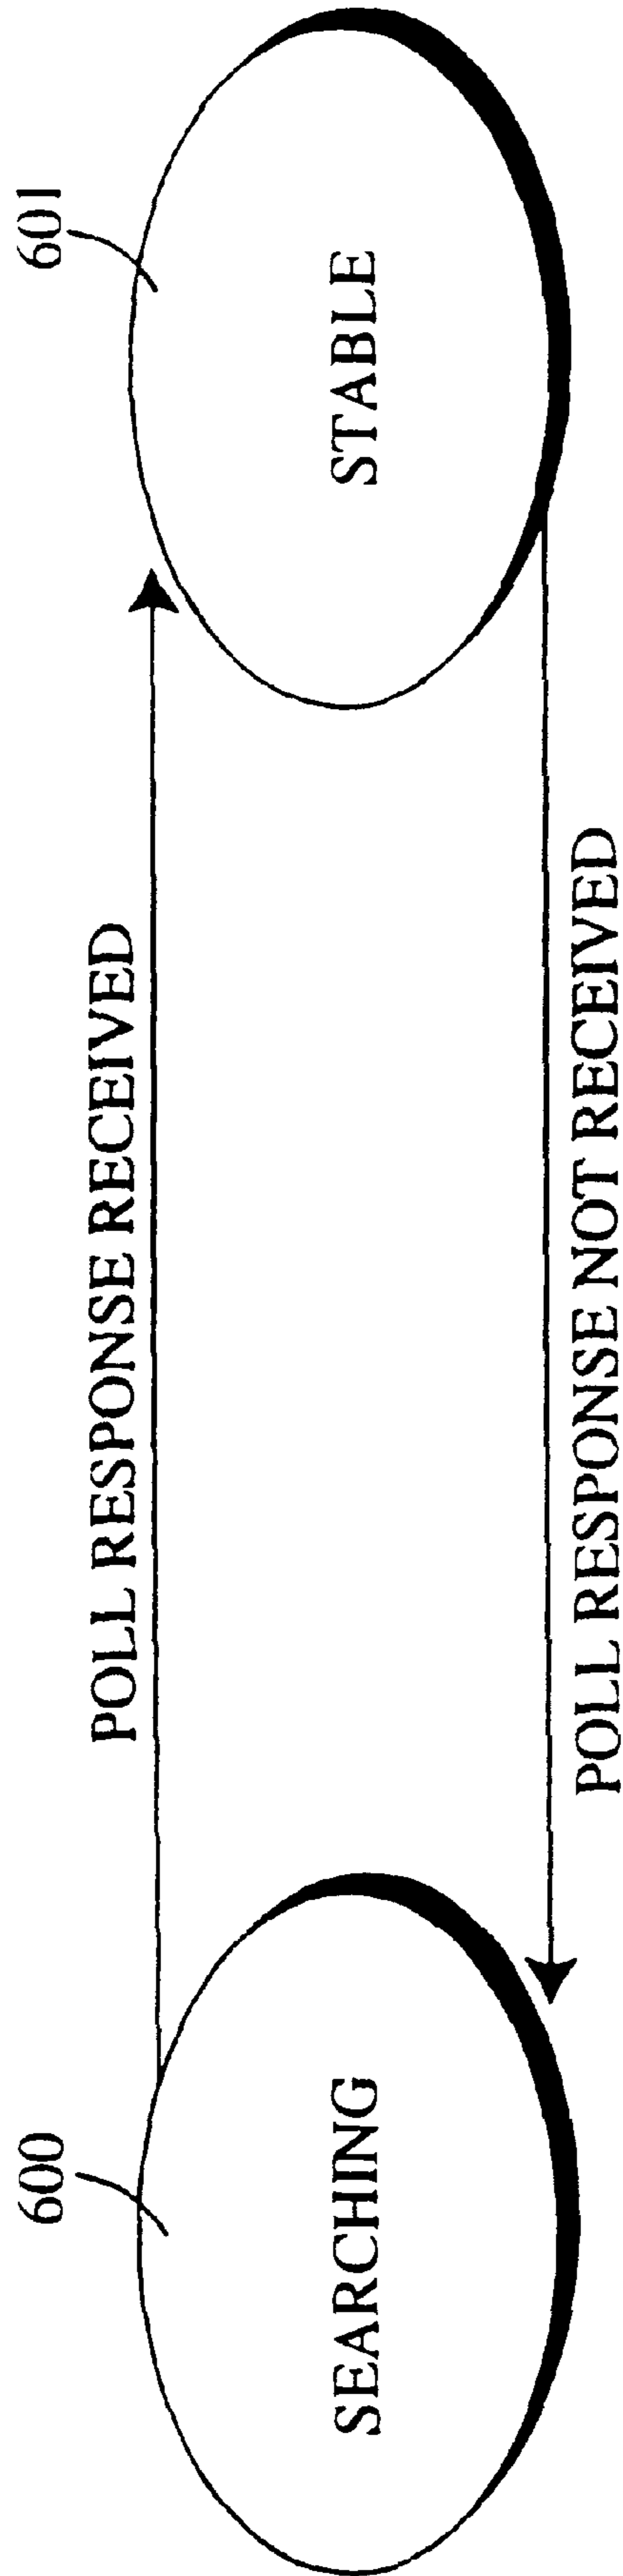 600
601
POLL RESPONSE RECEIVED
SEARCHING
STABLE
POLL RESPONSE NOT RECEIVED